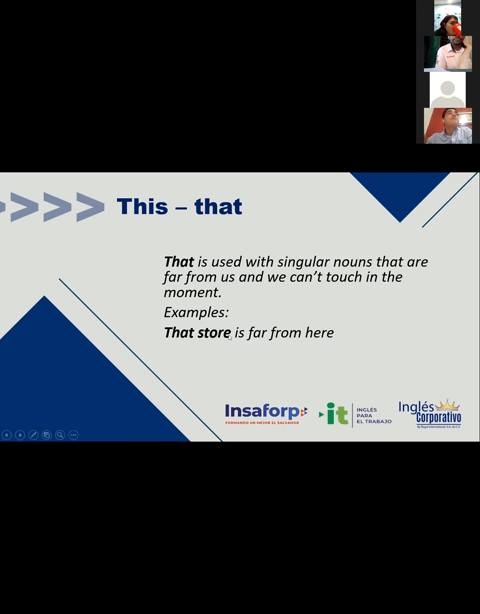 This – that
That is used with singular nouns that are
far from us and we can't touch in the
moment.
Examples:
That store is far from here
Insaforp
FORMANDO UN MEJOR EL SALVADOR
it
INGLÉS
PARA
EL TRABAJO
Inglés
Corporativo